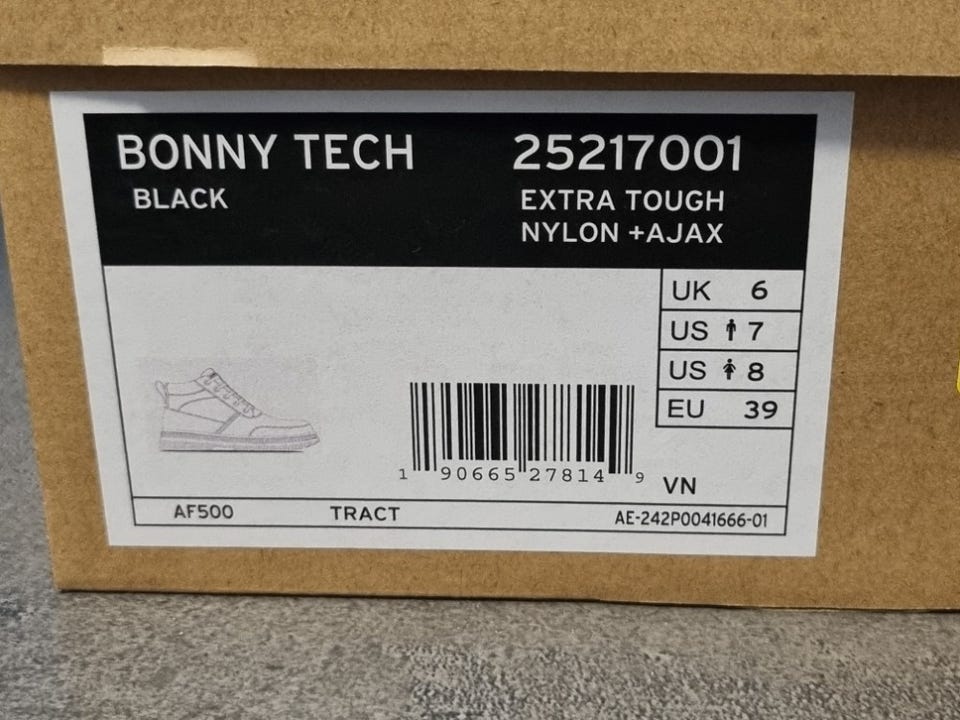 BONNY TECH 25217001
BLACK EXTRA TOUGH
NYLON +AJAX
UK 6
US 7
US 8
EU 39
1 90665 27814 9
VN
AF500 TRACT AE-242P0041666-01